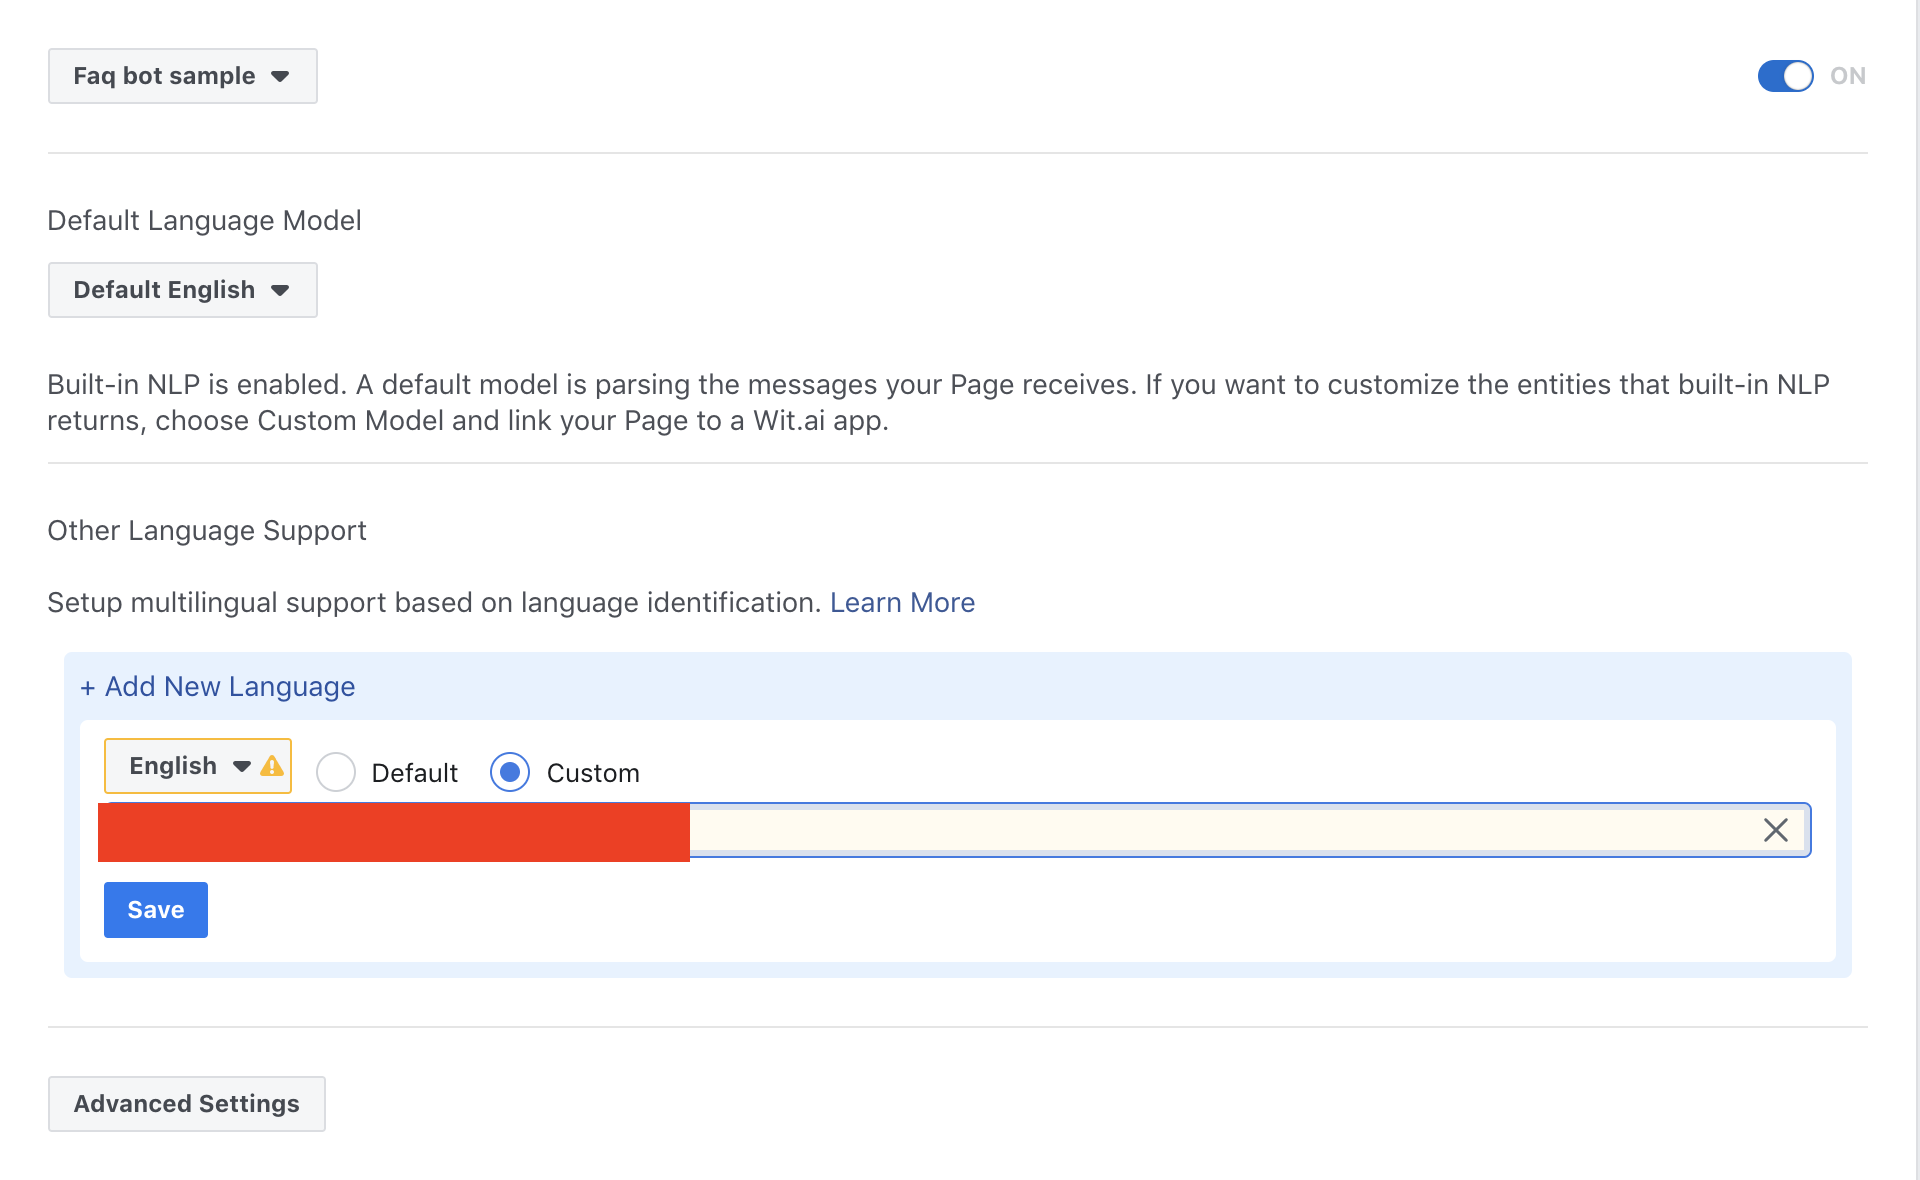 Faq bot sample
ON
Default Language Model
Default English
Built-in NLP is enabled. A default model is parsing the messages your Page receives. If you want to customize the entities that built-in NLP
returns, choose Custom Model and link your Page to a Wit.ai app.
Other Language Support
Setup multilingual support based on language identification. Learn More
+ Add New Language
English
Default
Custom
Save
Advanced Settings